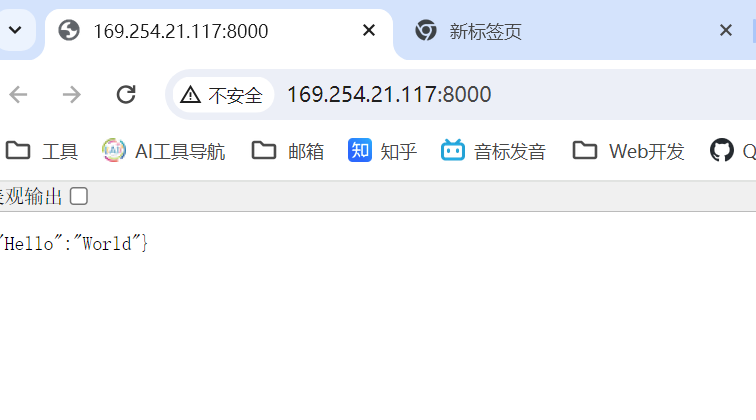 169.254.21.117:8000 新标签页
不安全 169.254.21.117:8000
工具 AI工具导航 邮箱 知 知乎 音标发音 Web开发 Q
观输出
"Hello":"World"}